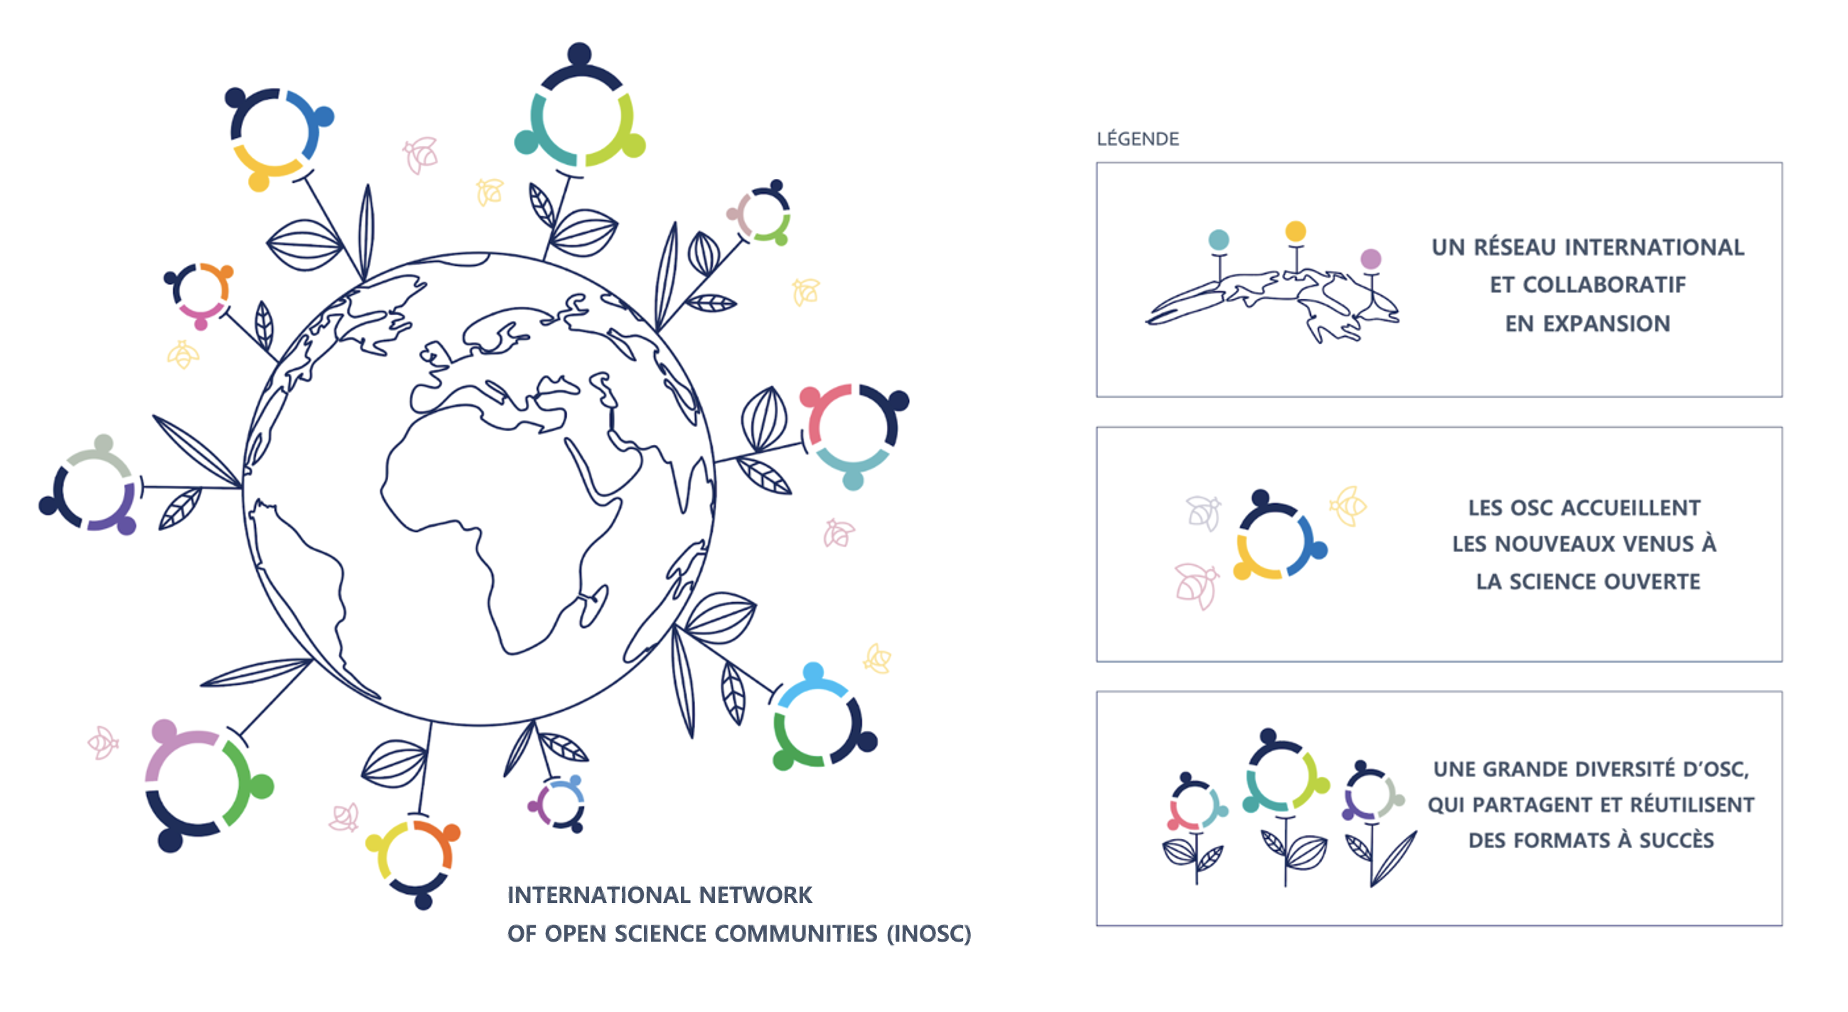 LÉGENDE
UN RÉSEAU INTERNATIONAL
ET COLLABORATIF
EN EXPANSION
LES OSC ACCUEILLENT
LES NOUVEAUX VENUS À
LA SCIENCE OUVERTE
UNE GRANDE DIVERSITÉ D’OSC,
QUI PARTAGENT ET RÉUTILISENT
DES FORMATS À SUCCÈS
INTERNATIONAL NETWORK
OF OPEN SCIENCE COMMUNITIES (INOSC)